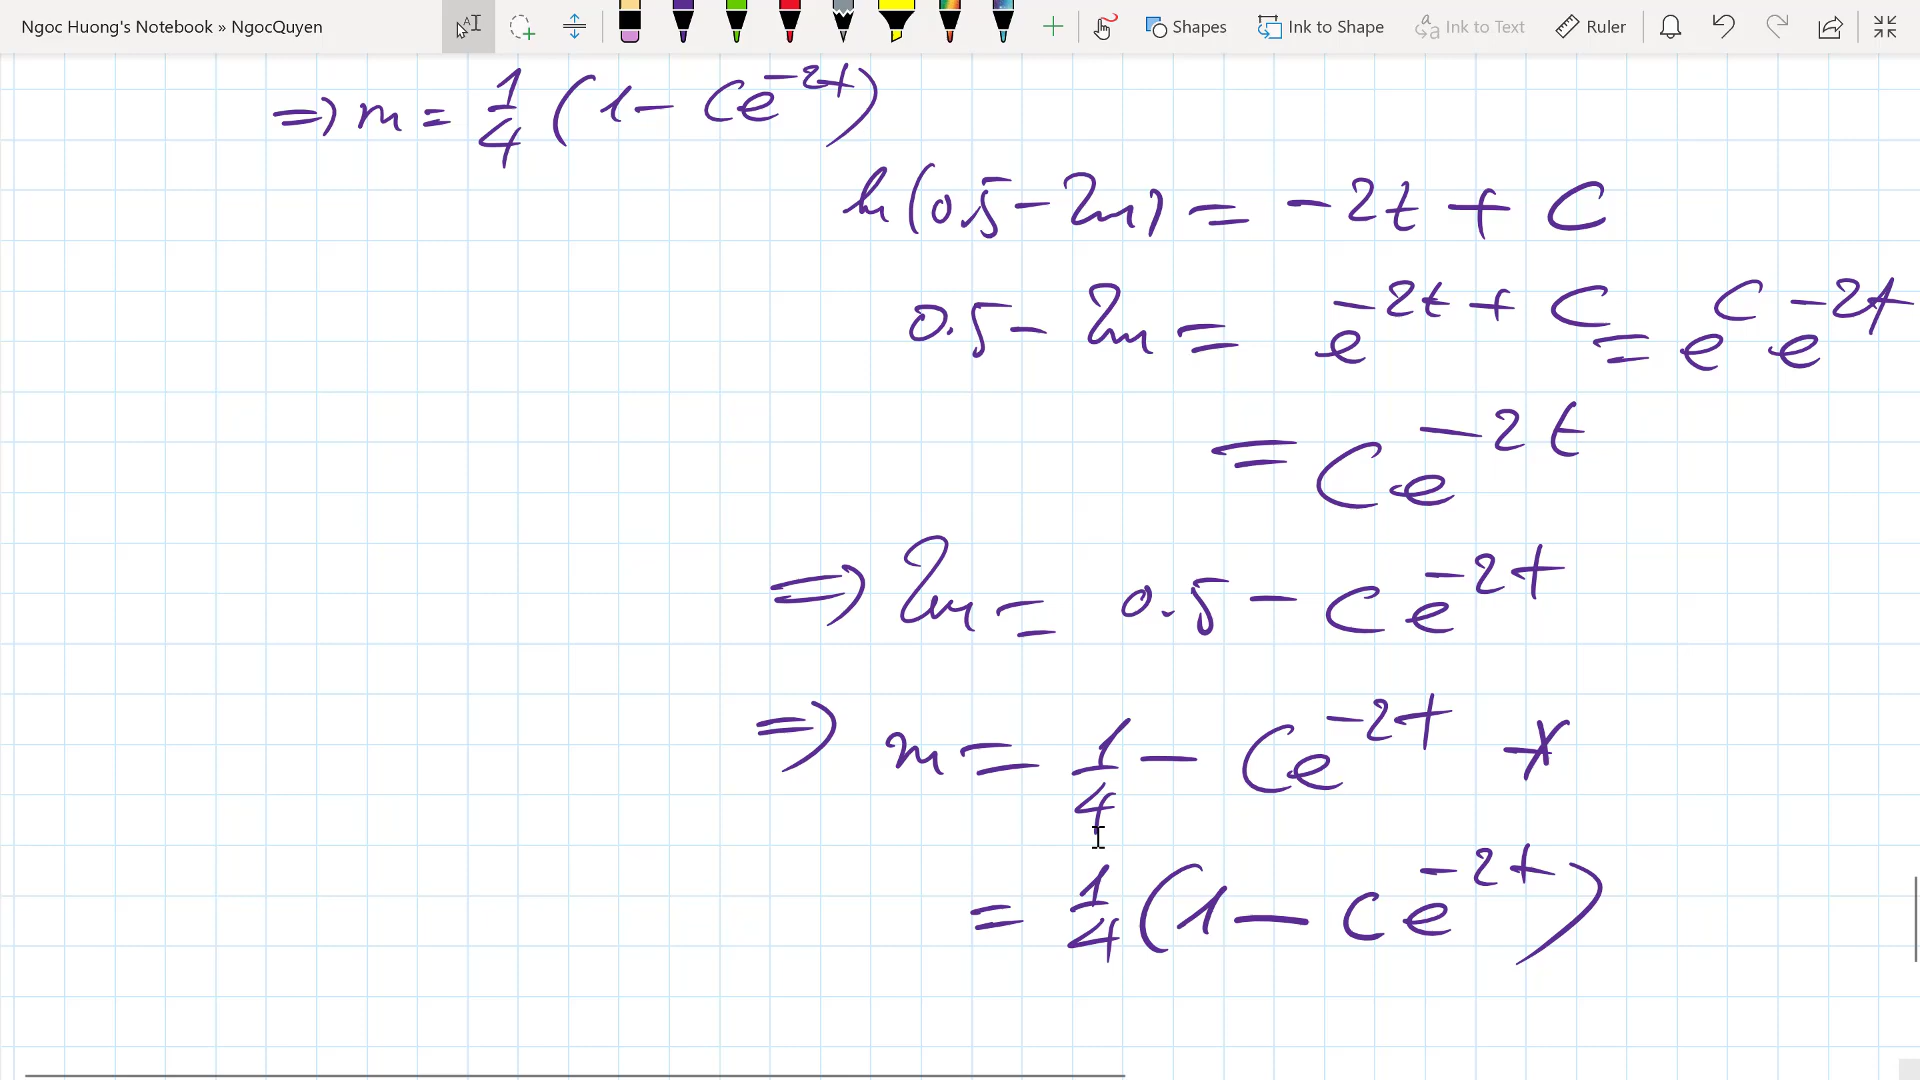 Ngoc Huong's Notebook » NgocQuyen Shapes Ink to Shape Ink to Text Ruler
=> m = 1/4 (1 - Ce^-2t)
ln(0.5 - 2m) = -2t + C
0.5 - 2m = e^-2t + C = e^C e^-2t
= Ce^-2t
=> 2m = 0.5 - Ce^-2t
=> m = 1/4 - Ce^-2t *
= 1/4 (1 - Ce^-2t)